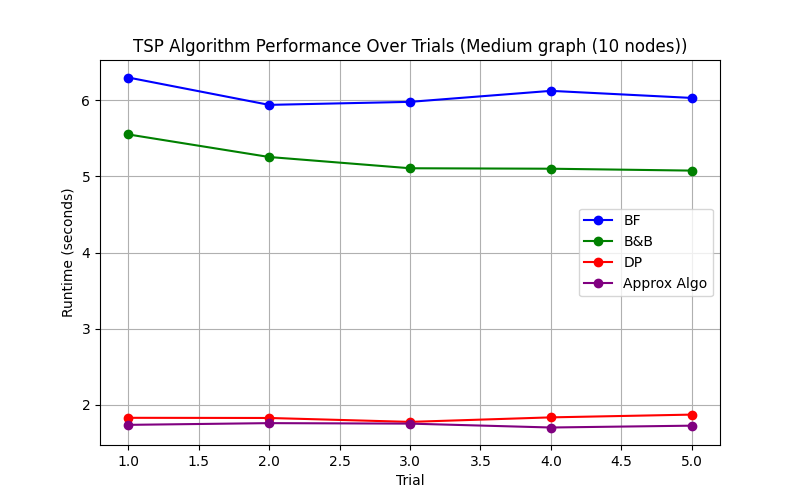 TSP Algorithm Performance Over Trials (Medium graph (10 nodes))
Runtime (seconds)
6
5
4
3
2
BF
B&B
DP
Approx Algo
1.0 1.5 2.0 2.5 3.0 3.5 4.0 4.5 5.0
Trial